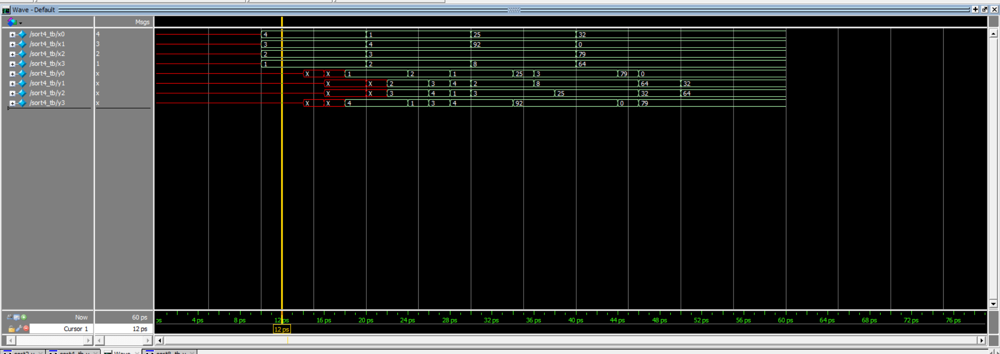 Wave - Default
Msgs
/sort4_tb/x0 4 4 1 25 32
/sort4_tb/x1 3 3 4 92 0
/sort4_tb/x2 2 2 3 79
/sort4_tb/x3 1 1 2 8 64
/sort4_tb/y0 x X X 1 2 1 25 3 79 0
/sort4_tb/y1 x X X 2 3 4 2 8 64 32
/sort4_tb/y2 x X X 3 4 1 3 25 32 64
/sort4_tb/y3 x X X 4 1 3 4 92 0 79
Now 60 ps ps 4 ps 8 ps 12 ps 16 ps 20 ps 24 ps 28 ps 32 ps 36 ps 40 ps 44 ps 48 ps 52 ps 56 ps 60 ps 64 ps 68 ps 72 ps 76 ps
Cursor 1 12 ps 12 ps
sort4_tb.v Wave sort8_tb.v